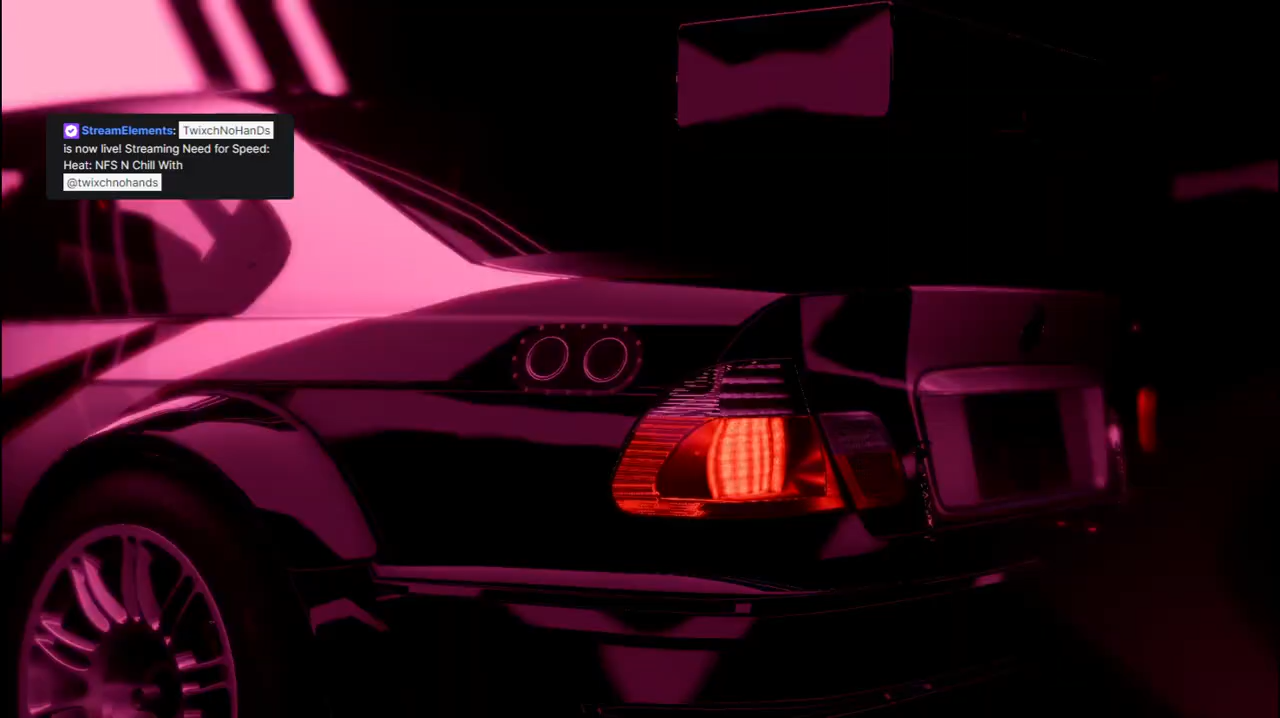 StreamElements: TwixchNoHanDs
is now live! Streaming Need for Speed:
Heat: NFS N Chill With
@twixchnohands